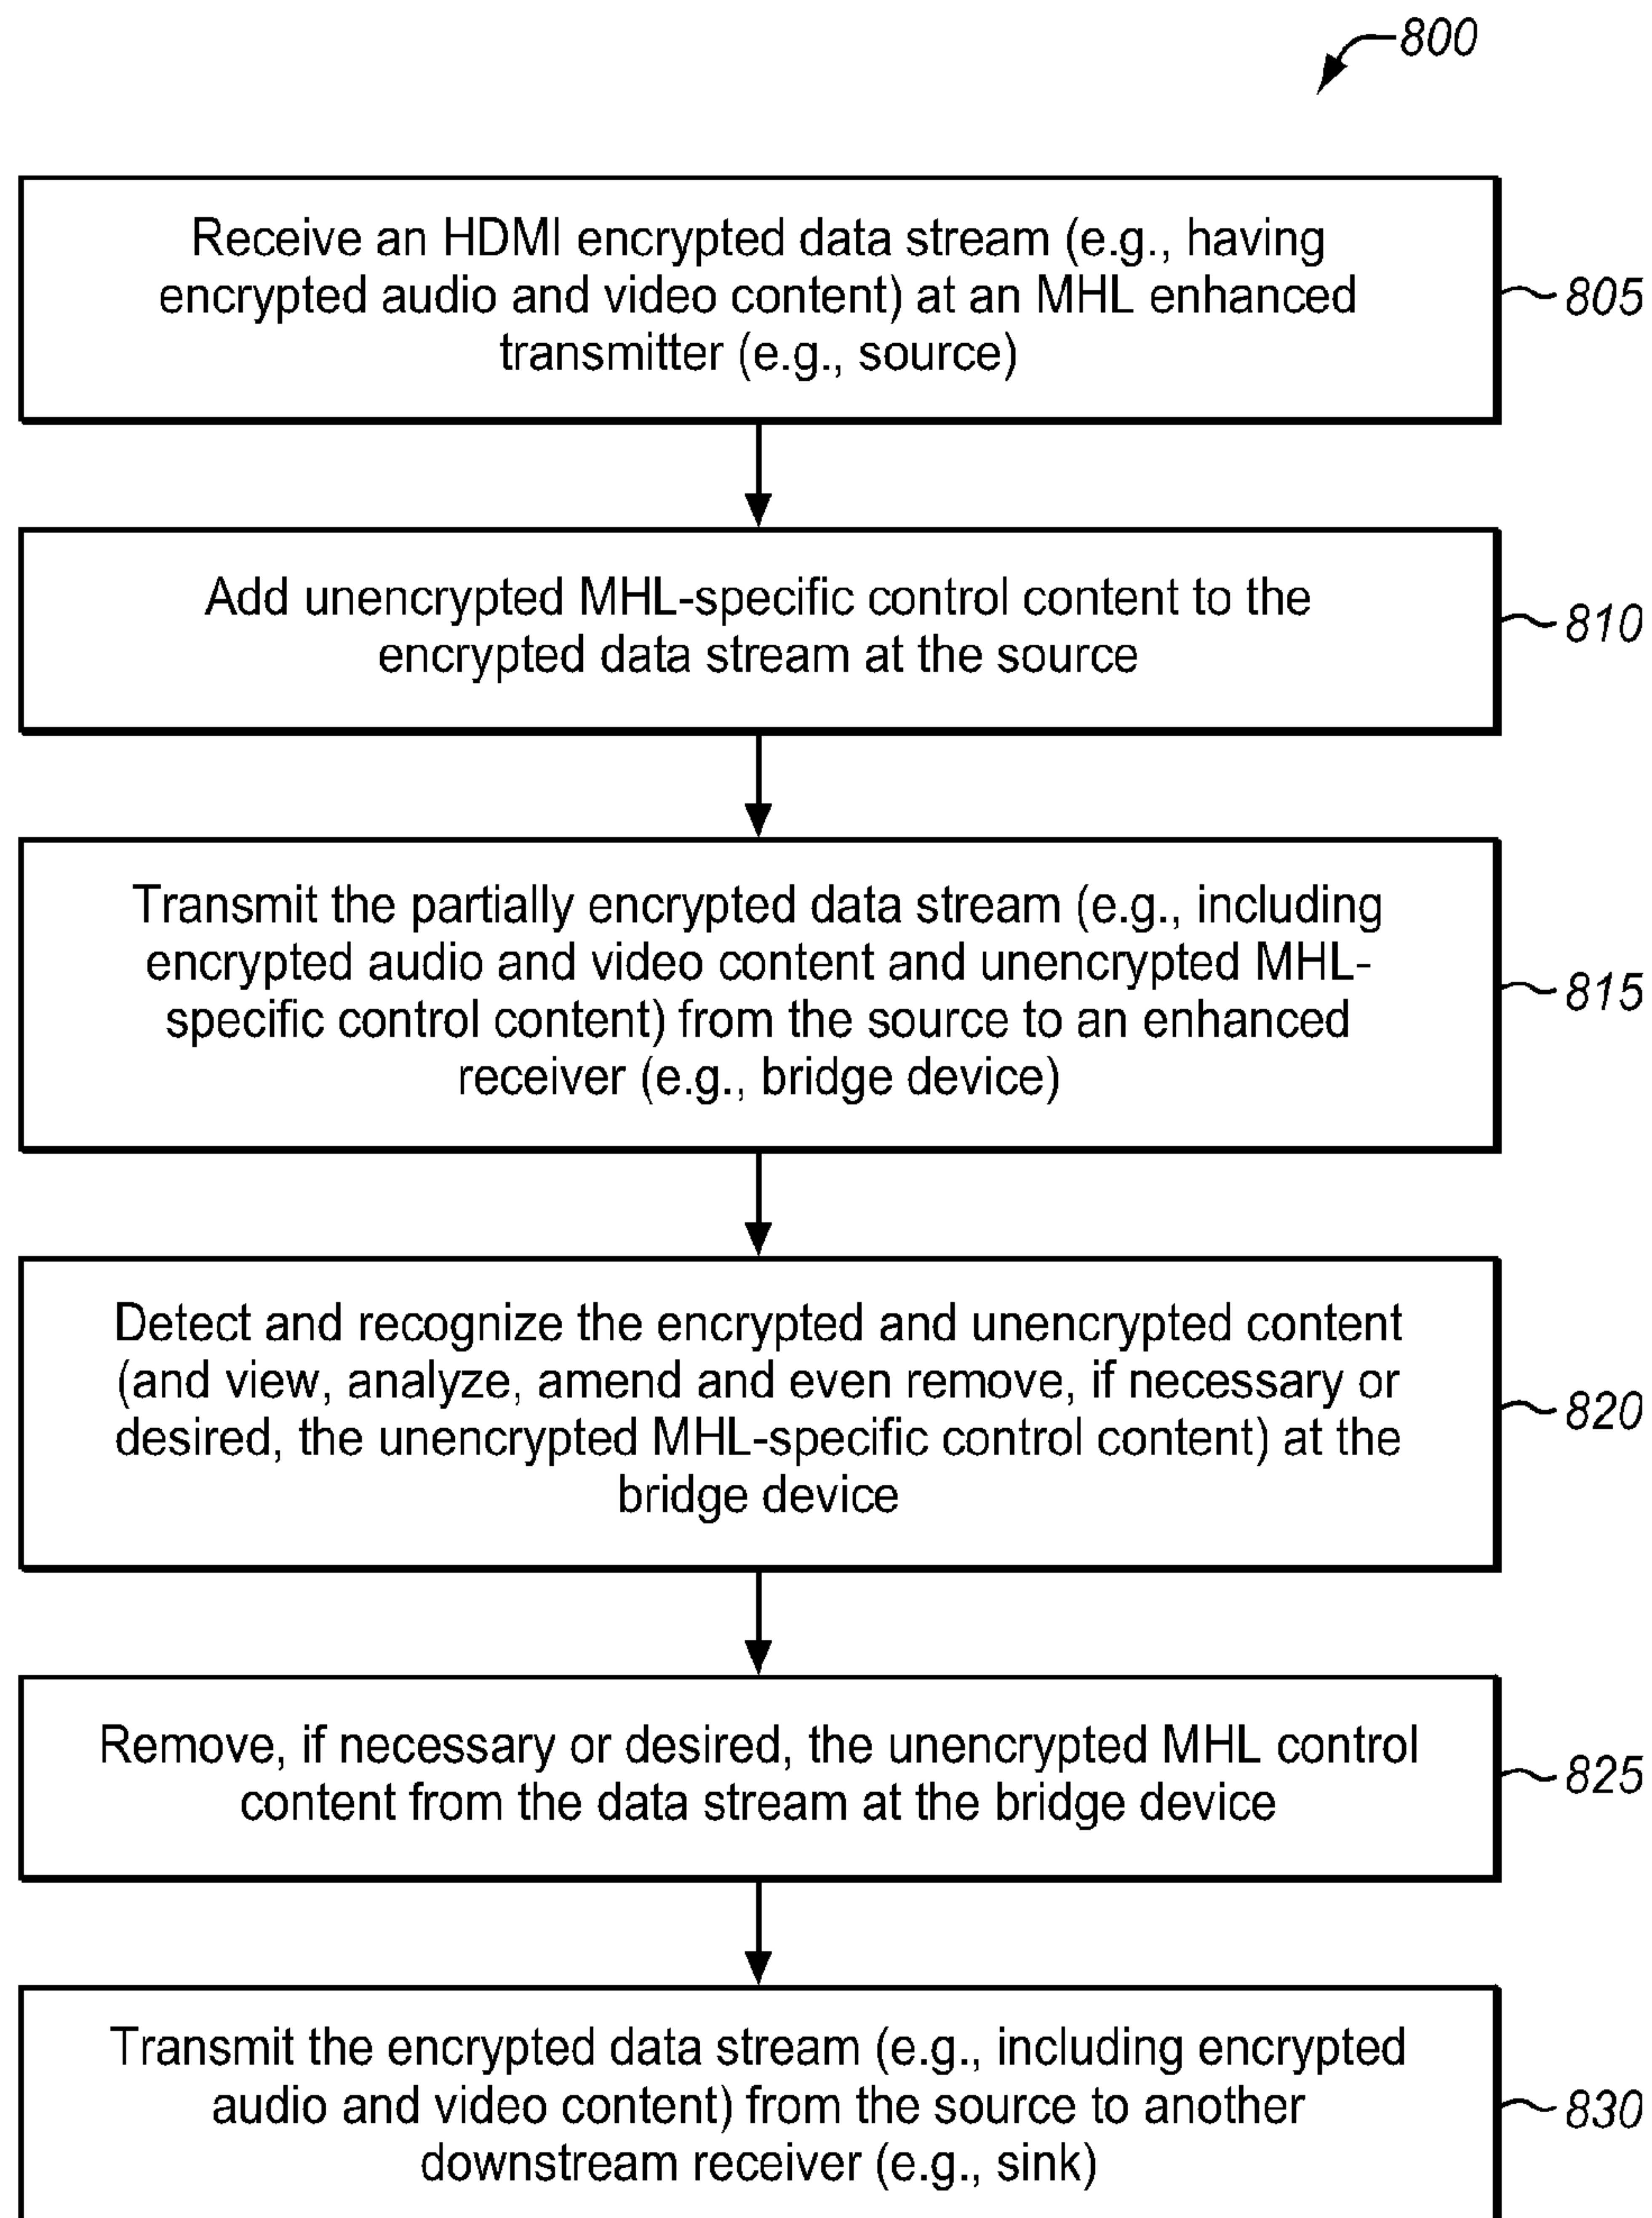 800
Receive an HDMI encrypted data stream (e.g., having
encrypted audio and video content) at an MHL enhanced
transmitter (e.g., source)
805
Add unencrypted MHL-specific control content to the
encrypted data stream at the source
810
Transmit the partially encrypted data stream (e.g., including
encrypted audio and video content and unencrypted MHL-
specific control content) from the source to an enhanced
receiver (e.g., bridge device)
815
Detect and recognize the encrypted and unencrypted content
(and view, analyze, amend and even remove, if necessary or
desired, the unencrypted MHL-specific control content) at the
bridge device
820
Remove, if necessary or desired, the unencrypted MHL control
content from the data stream at the bridge device
825
Transmit the encrypted data stream (e.g., including encrypted
audio and video content) from the source to another
downstream receiver (e.g., sink)
830